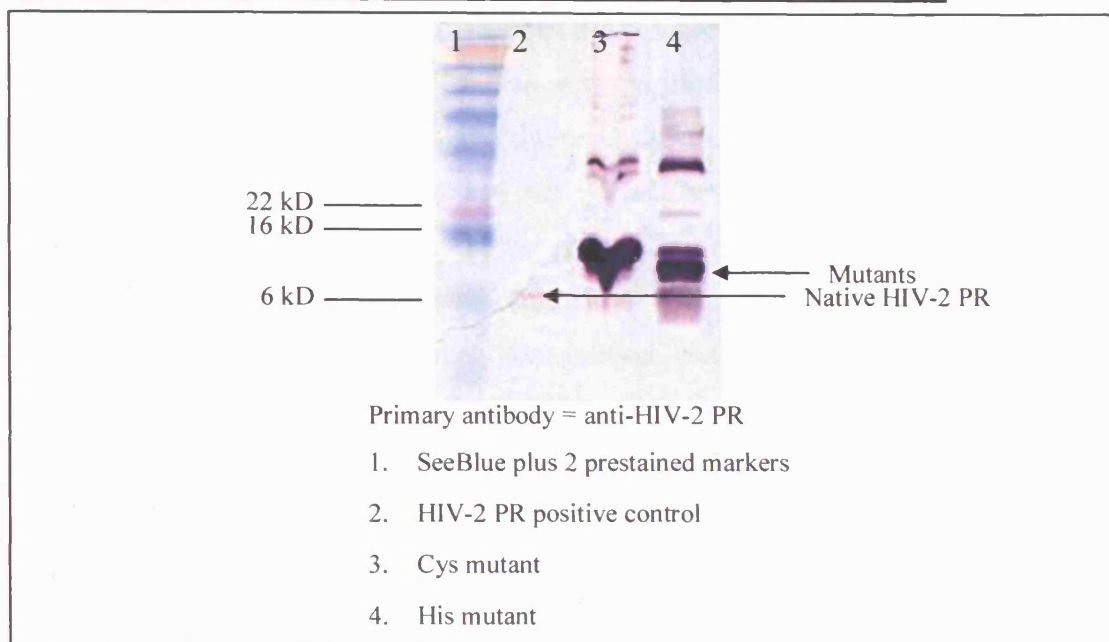 1 2 3 4
22 kD
16 kD
Mutants
6 kD
Native HIV-2 PR
Primary antibody = anti-HIV-2 PR
1. SeeBlue plus 2 prestained markers
2. HIV-2 PR positive control
3. Cys mutant
4. His mutant